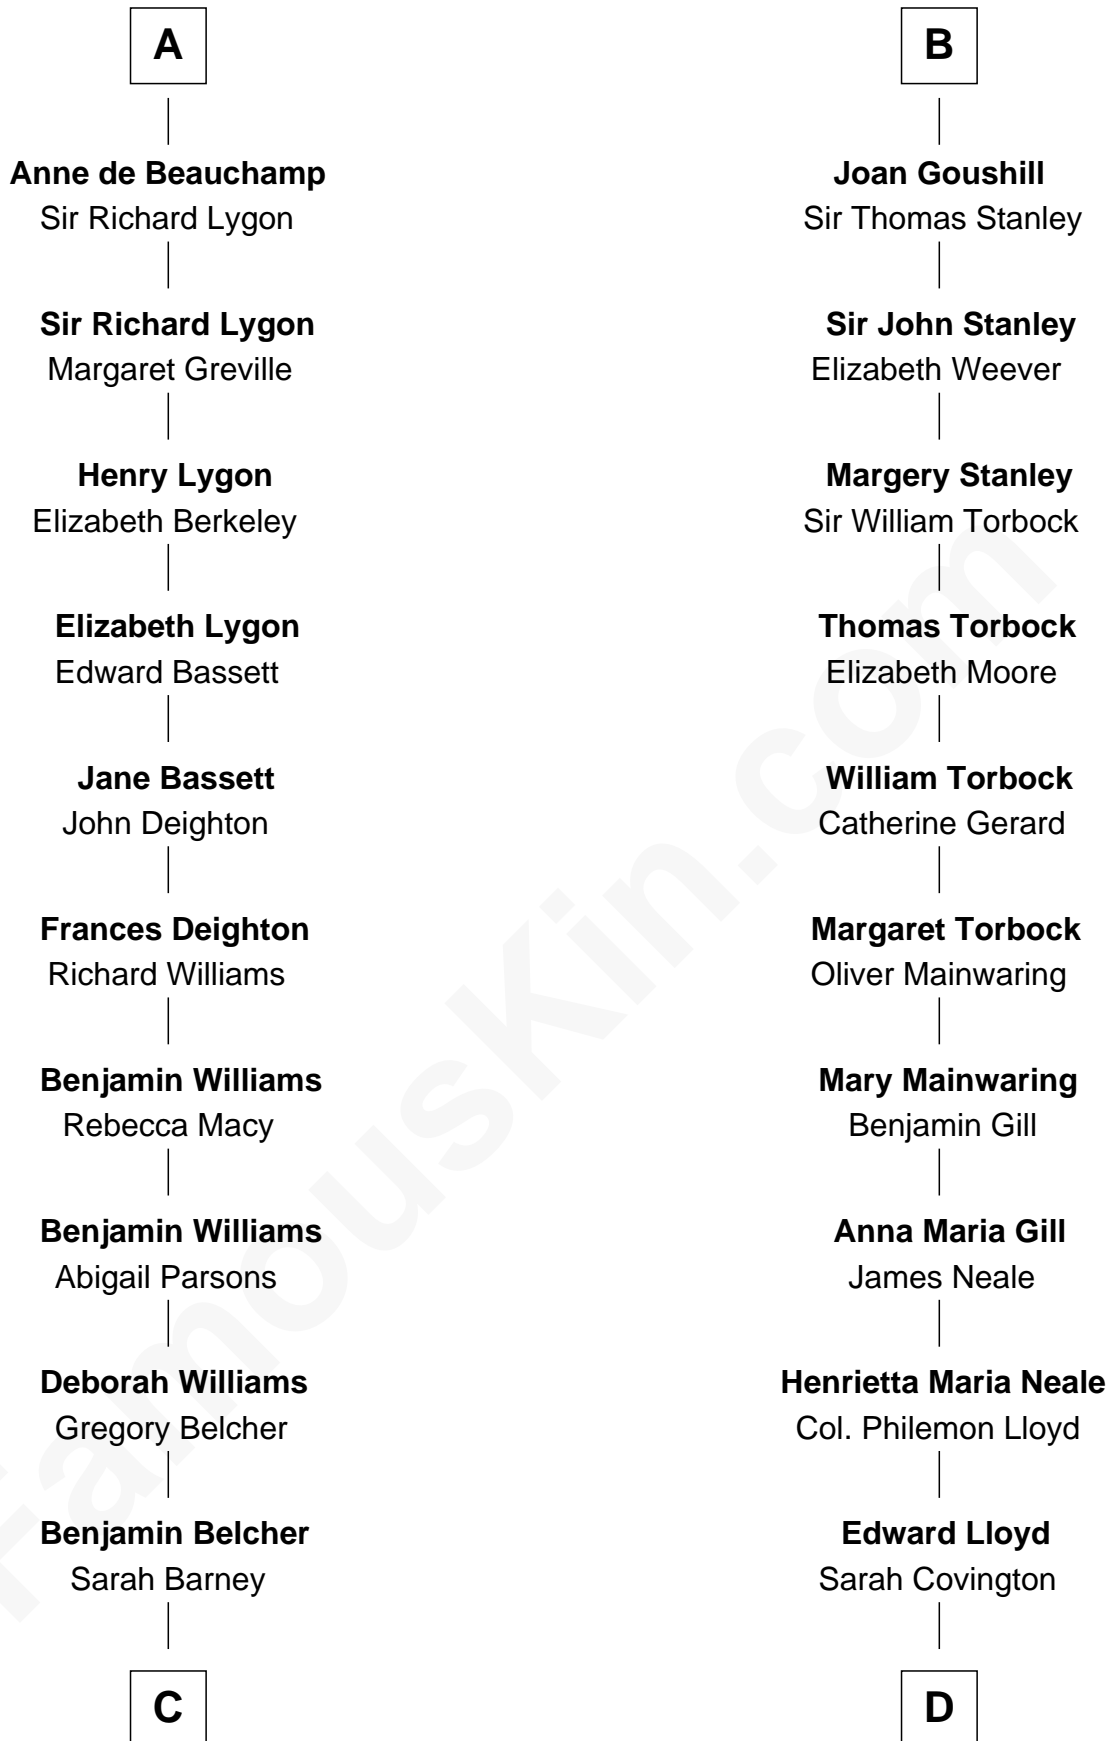 A
Anne de Beauchamp
Sir Richard Lygon
Sir Richard Lygon
Margaret Greville
Henry Lygon
Elizabeth Berkeley
Elizabeth Lygon
Edward Bassett
Jane Bassett
John Deighton
Frances Deighton
Richard Williams
Benjamin Williams
Rebecca Macy
Benjamin Williams
Abigail Parsons
Deborah Williams
Gregory Belcher
Benjamin Belcher
Sarah Barney
C
B
Joan Goushill
Sir Thomas Stanley
Sir John Stanley
Elizabeth Weever
Margery Stanley
Sir William Torbock
Thomas Torbock
Elizabeth Moore
William Torbock
Catherine Gerard
Margaret Torbock
Oliver Mainwaring
Mary Mainwaring
Benjamin Gill
Anna Maria Gill
James Neale
Henrietta Maria Neale
Col. Philemon Lloyd
Edward Lloyd
Sarah Covington
D
FamousKin.com